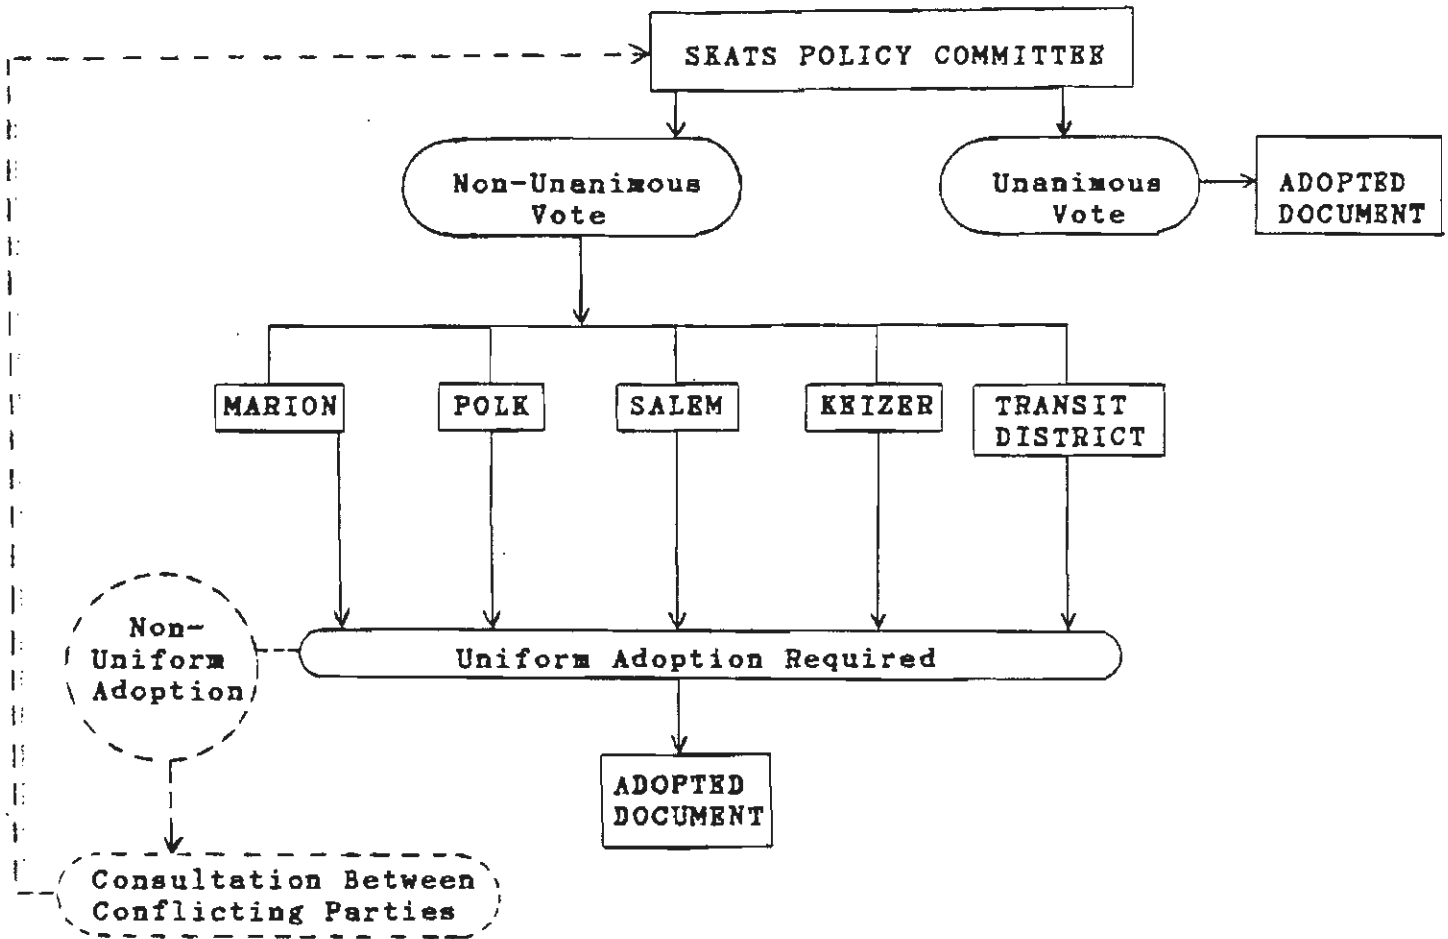 SKATS POLICY COMMITTEE
Non-Unanimous
Vote
Unanimous
Vote
ADOPTED
DOCUMENT
MARION
POLK
SALEM
KEIZER
TRANSIT
DISTRICT
Non-
Uniform
Adoption
Uniform Adoption Required
ADOPTED
DOCUMENT
Consultation Between
Conflicting Parties